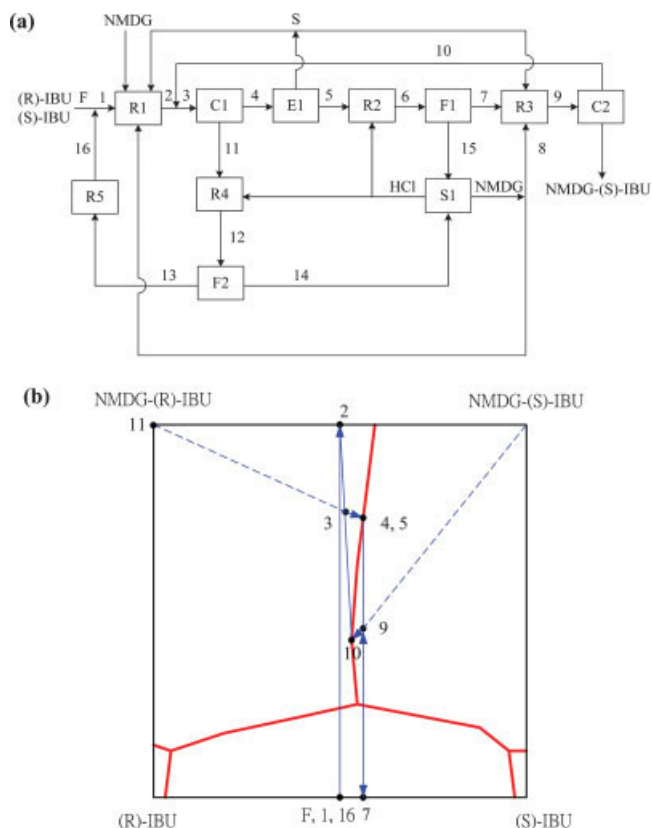 (a)
NMDG
S
10
(R)-IBU
(S)-IBU
F
1
R1
2
3
C1
4
E1
5
R2
6
F1
7
R3
9
C2
16
11
15
8
R5
R4
HCl
S1
NMDG
NMDG-(S)-IBU
12
13
F2
14
(b)
NMDG-(R)-IBU
2
NMDG-(S)-IBU
11
3
4, 5
9
10
(R)-IBU
F, 1, 16 7
(S)-IBU